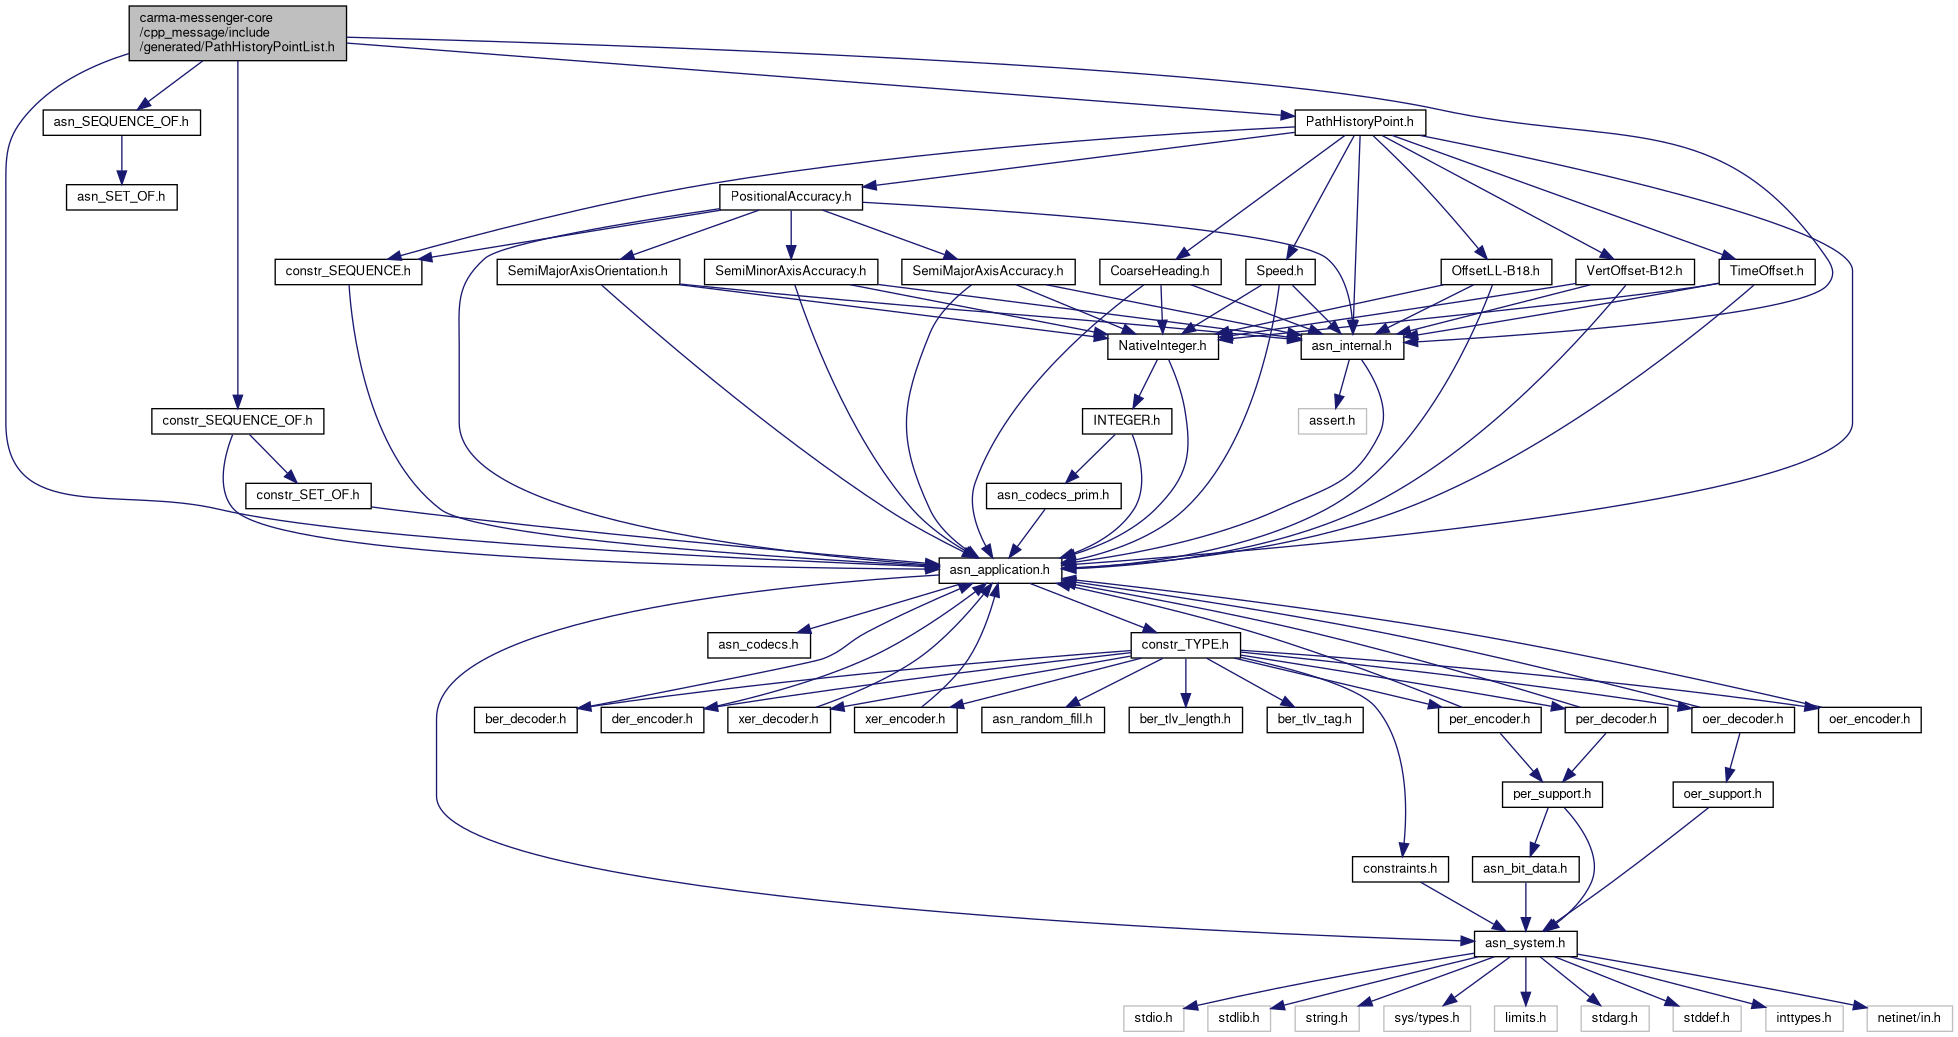 carma-messenger-core
/cpp_message/include
/generated/PathHistoryPointList.h
asn_SEQUENCE_OF.h
PathHistoryPoint.h
asn_SET_OF.h
PositionalAccuracy.h
constr_SEQUENCE.h
SemiMajorAxisOrientation.h
SemiMinorAxisAccuracy.h
SemiMajorAxisAccuracy.h
CoarseHeading.h
Speed.h
OffsetLL-B18.h
VertOffset-B12.h
TimeOffset.h
NativeInteger.h
asn_internal.h
constr_SEQUENCE_OF.h
INTEGER.h
assert.h
constr_SET_OF.h
asn_codecs_prim.h
asn_application.h
asn_codecs.h
constr_TYPE.h
ber_decoder.h
der_encoder.h
xer_decoder.h
xer_encoder.h
asn_random_fill.h
ber_tlv_length.h
ber_tlv_tag.h
per_encoder.h
per_decoder.h
oer_decoder.h
oer_encoder.h
per_support.h
oer_support.h
constraints.h
asn_bit_data.h
asn_system.h
stdio.h
stdlib.h
string.h
sys/types.h
limits.h
stdarg.h
stddef.h
inttypes.h
netinet/in.h